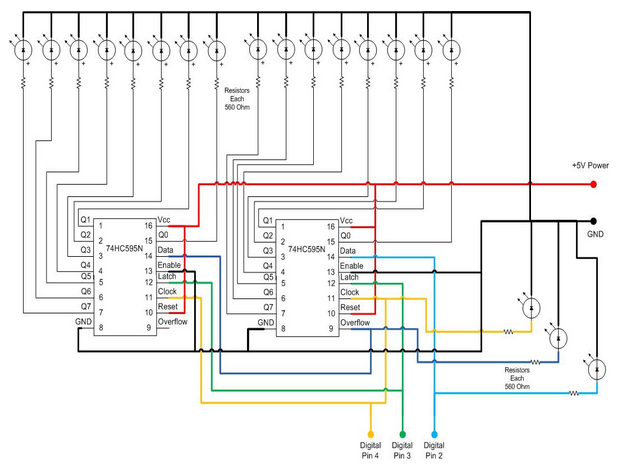 + + + + + + + + + + + + + + + +
Resistors
Each
560 Ohm
+5V Power
GND
Q1 1 16 Vcc
Q2 2 15 Q0
74HC595N
Q3 3 14 Data
Q4 4 13 Enable
Q5 5 12 Latch
Q6 6 11 Clock
Q7 7 10 Reset
GND 8 9 Overflow
Q1 1 16 Vcc
Q2 2 15 Q0
74HC595N
Q3 3 14 Data
Q4 4 13 Enable
Q5 5 12 Latch
Q6 6 11 Clock
Q7 7 10 Reset
GND 8 9 Overflow
Resistors
Each
560 Ohm
Digital
Pin 4
Digital
Pin 3
Digital
Pin 2